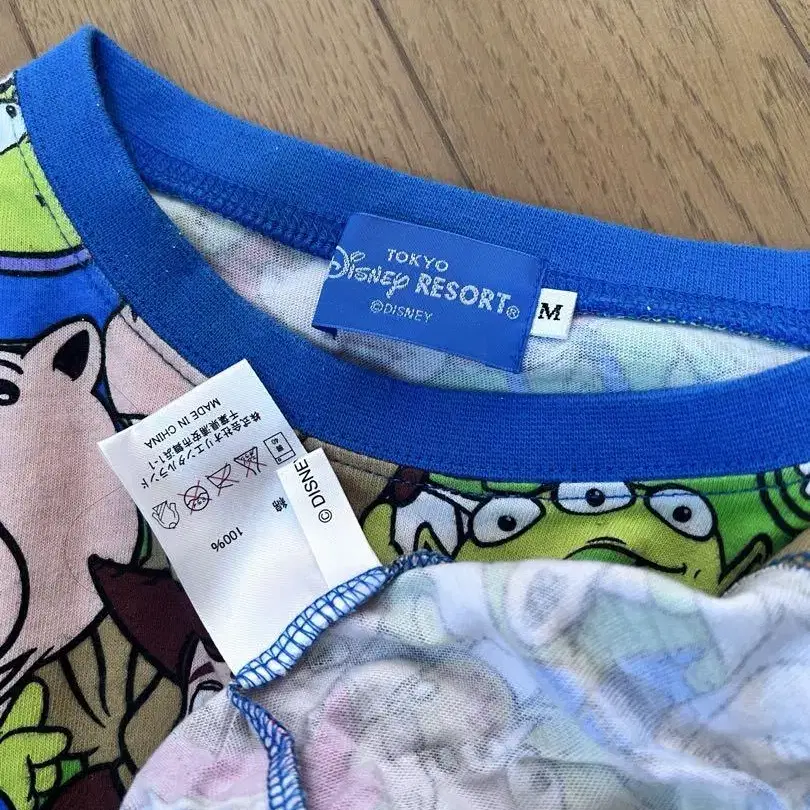 TOKYO
Disney RESORT®
©DISNEY
M
綿
100%
40
© DISNE
株式会社オリエンタルランド
千葉県浦安市舞浜1-1
MADE IN CHINA